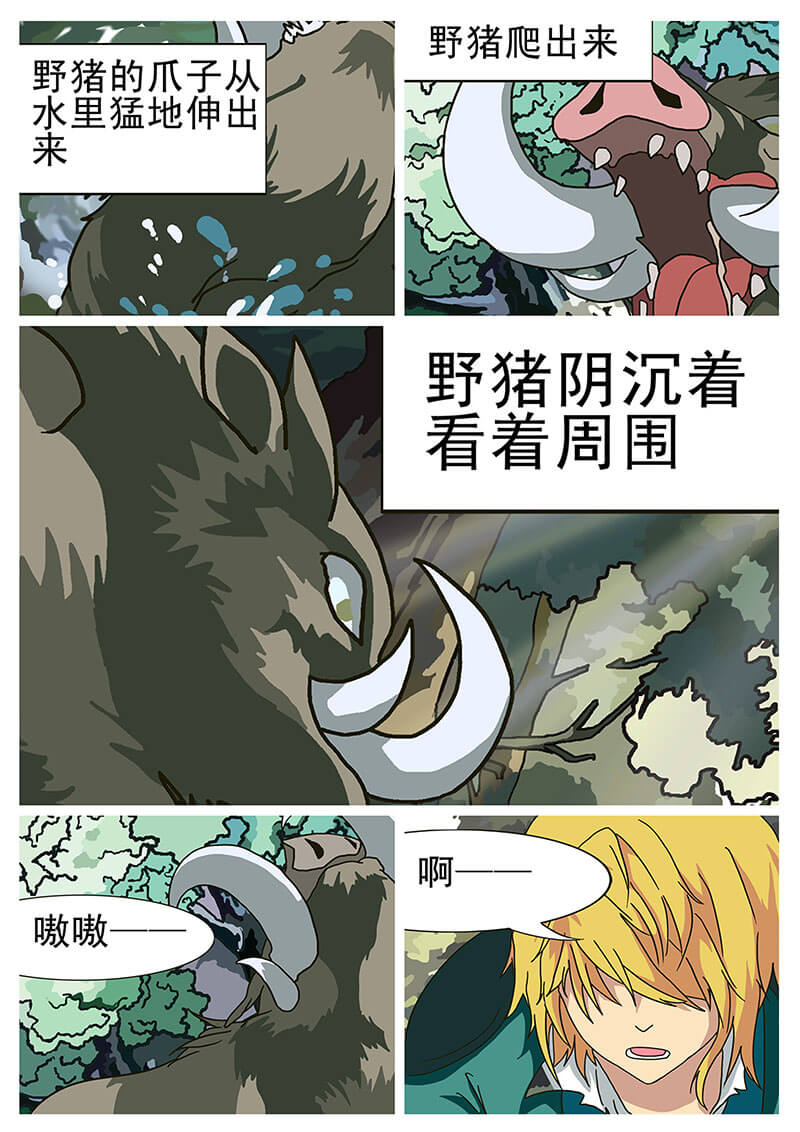 野猪的爪子从
水里猛地伸出
来
野猪爬出来
野猪阴沉着
看着周围
嗷嗷——
啊——